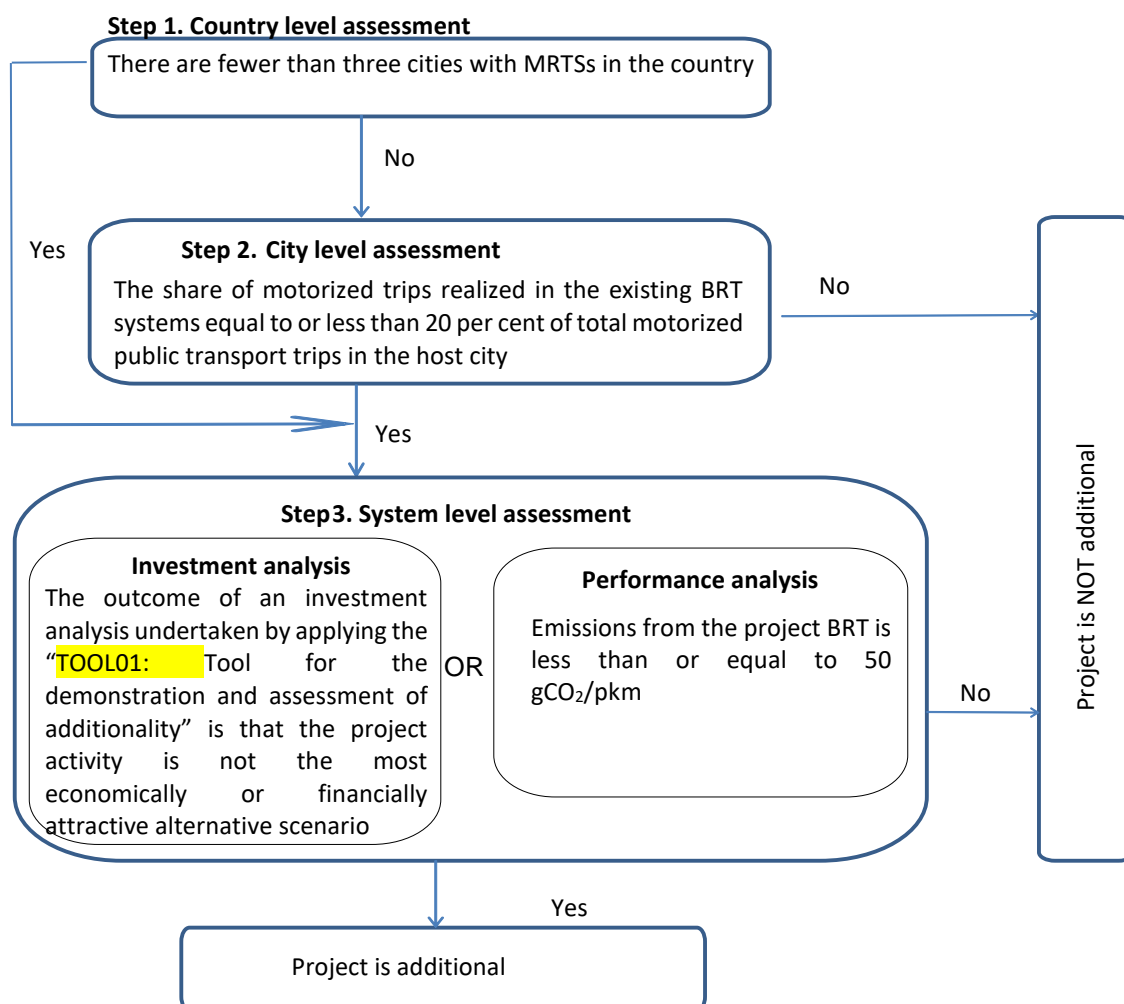 Step 1. Country level assessment
There are fewer than three cities with MRTSs in the country
No
Yes
Step 2. City level assessment
The share of motorized trips realized in the existing BRT
systems equal to or less than 20 per cent of total motorized
public transport trips in the host city
No
Yes
Step3. System level assessment
Investment analysis
The outcome of an investment
analysis undertaken by applying the
“TOOL01: Tool for the
demonstration and assessment of
additionality” is that the project
activity is not the most
economically or financially
attractive alternative scenario
OR
Performance analysis
Emissions from the project BRT is
less than or equal to 50
gCO₂/pkm
No
Project is NOT additional
Yes
Project is additional